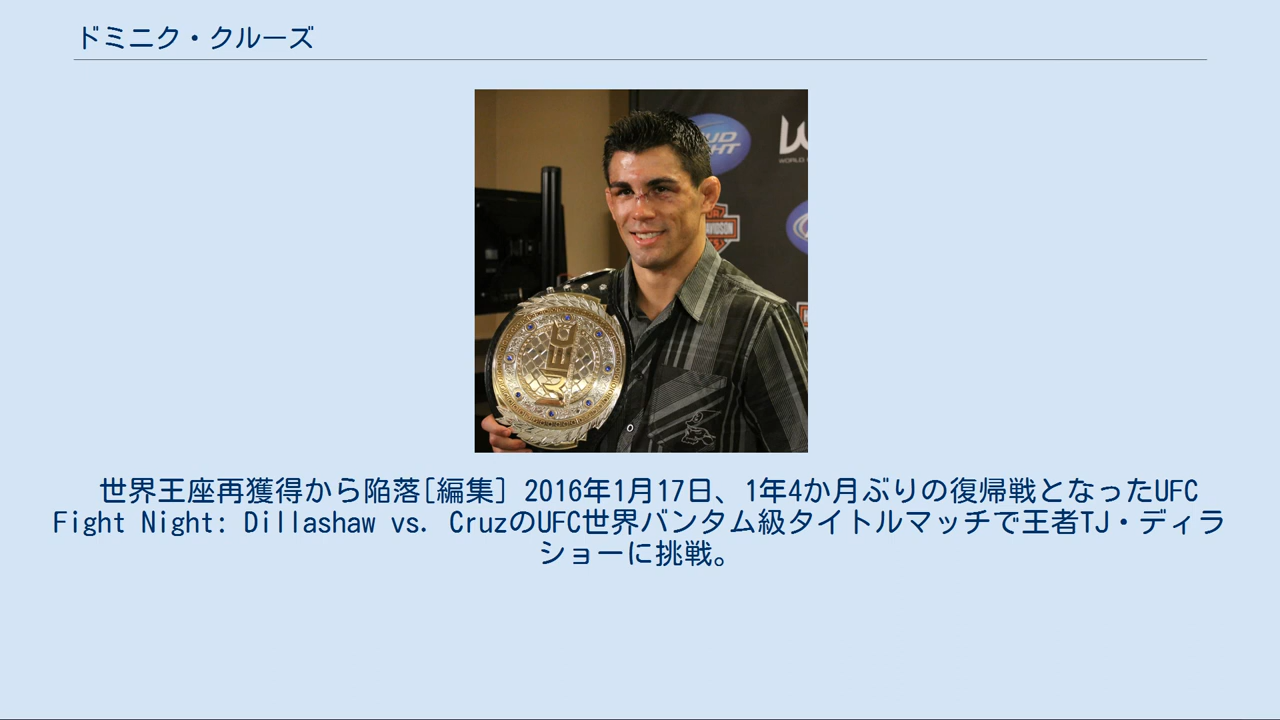 ドミニク・クルーズ
UD
HT
W
WORLD
WEC
世界王座再獲得から陥落[編集] 2016年1月17日、1年4か月ぶりの復帰戦となったUFC
Fight Night: Dillashaw vs. CruzのUFC世界バンタム級タイトルマッチで王者TJ・ディラ
ショーに挑戦。